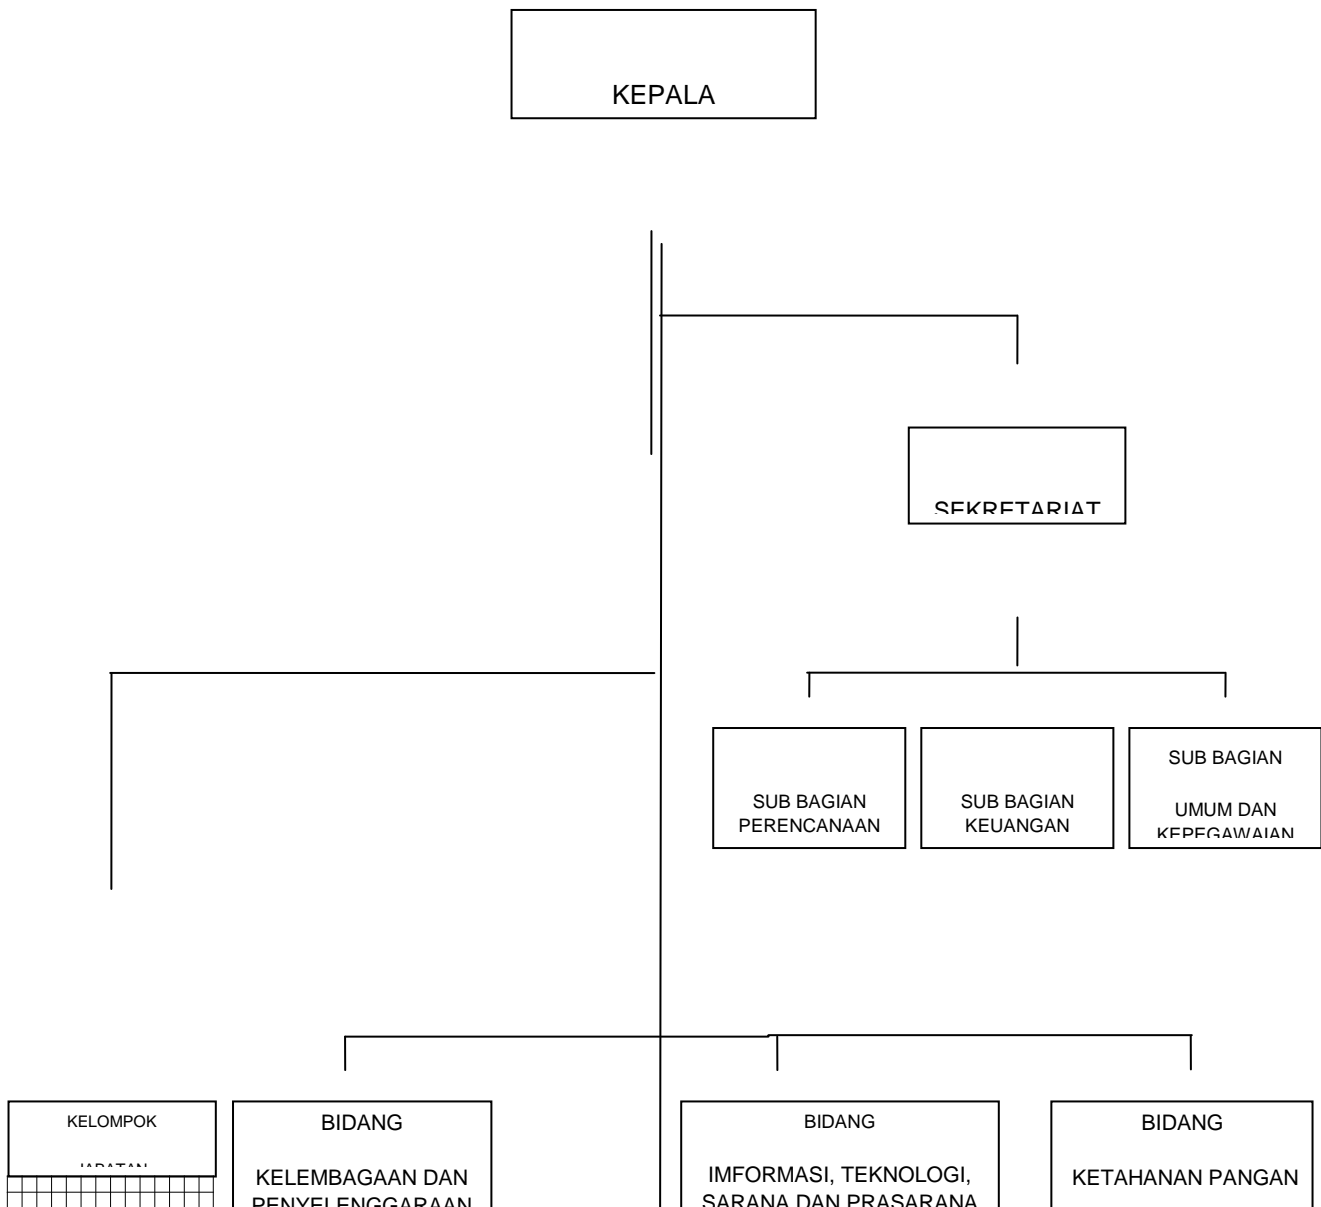 KEPALA
SEKRETARIAT
SUB BAGIAN
PERENCANAAN
SUB BAGIAN
KEUANGAN
SUB BAGIAN
UMUM DAN
KEPEGAWAIAN
KELOMPOK
JABATAN
BIDANG
KELEMBAGAAN DAN
PENYELENGGARAAN
BIDANG
IMFORMASI, TEKNOLOGI,
SARANA DAN PRASARANA
BIDANG
KETAHANAN PANGAN